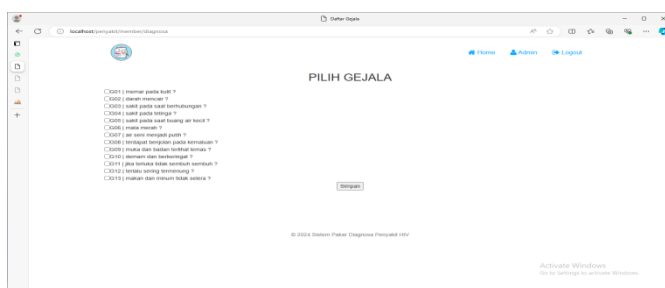 Daftar Gejala
localhost/penyakit/member/diagnosa
Home Admin Logout
PILIH GEJALA
G01 | memar pada kulit ?
G02 | darah mencair ?
G03 | sakit pada saat berhubungan ?
G04 | sakit pada telinga ?
G05 | sakit pada saat buang air kecil ?
G06 | mata merah ?
G07 | air seni menjadi putih ?
G08 | terdapat benjolan pada kemaluan ?
G09 | muka dan badan terlihat lemas ?
G10 | demam dan berkeringat ?
G11 | jika terluka tidak sembuh sembuh ?
G12 | terlalu sering termenung ?
G13 | makan dan minum tidak selera ?
Simpan
© 2024 Sistem Pakar Diagnosa Penyakit HIV
Activate Windows
Go to Settings to activate Windows.